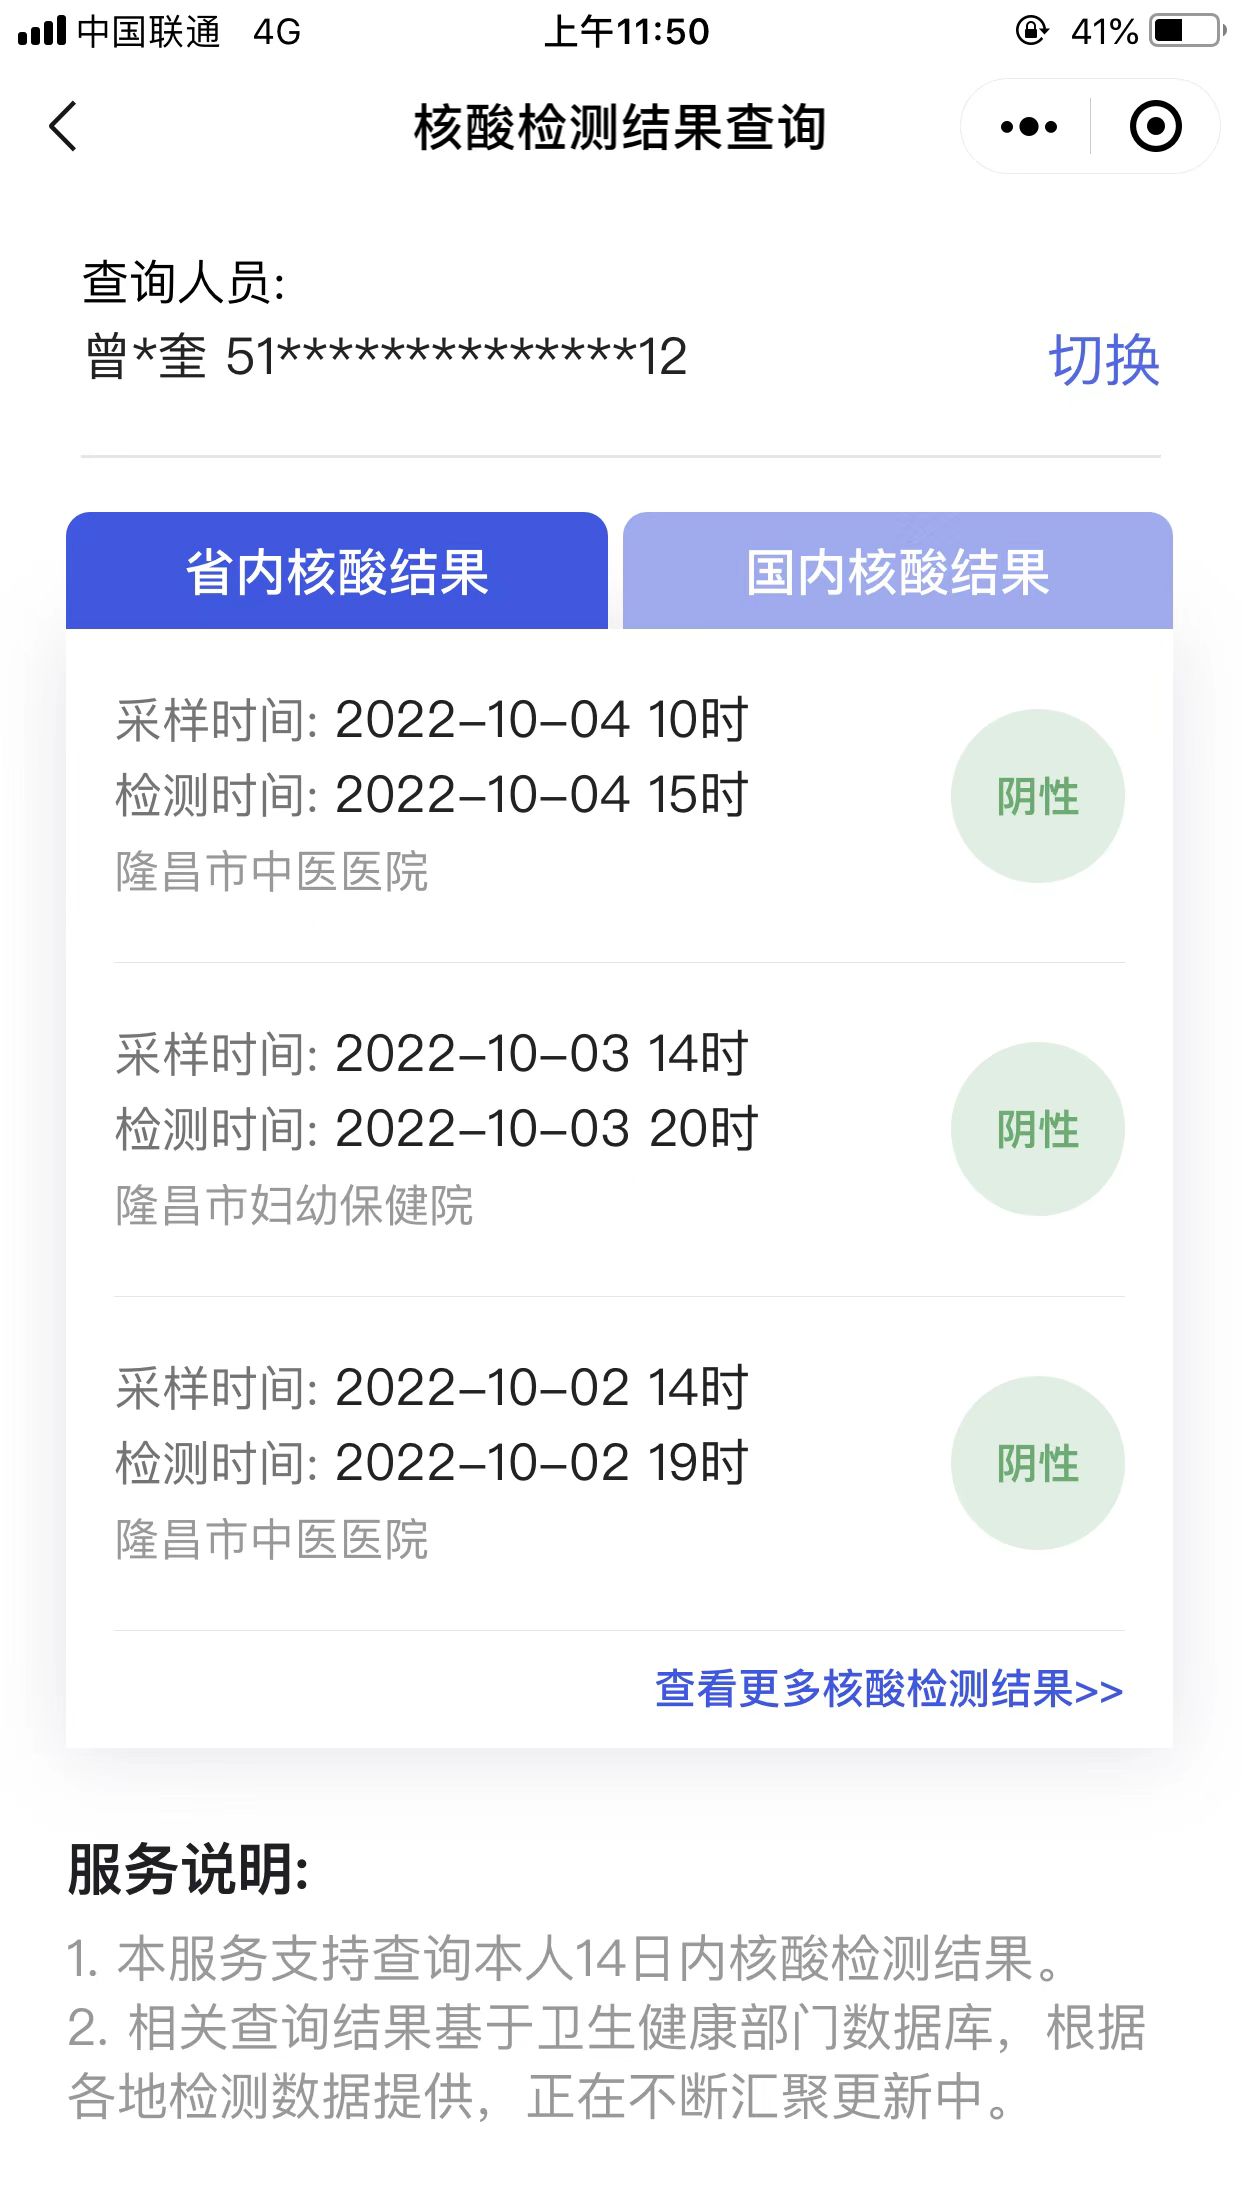 中国联通 4G 上午11:50 41%
核酸检测结果查询
查询人员:
曾*奎 51**************12 切换
省内核酸结果 国内核酸结果
采样时间: 2022-10-04 10时
检测时间: 2022-10-04 15时
阴性
隆昌市中医医院
采样时间: 2022-10-03 14时
检测时间: 2022-10-03 20时
阴性
隆昌市妇幼保健院
采样时间: 2022-10-02 14时
检测时间: 2022-10-02 19时
阴性
隆昌市中医医院
查看更多核酸检测结果>>
服务说明:
1. 本服务支持查询本人14日内核酸检测结果。
2. 相关查询结果基于卫生健康部门数据库，根据
各地检测数据提供，正在不断汇聚更新中。